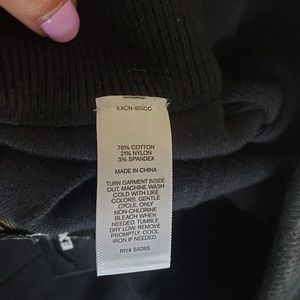 EXCN-601CC
76% COTTON
21% NYLON
3% SPANDEX
MADE IN CHINA
TURN GARMENT INSIDE
OUT. MACHINE WASH
COLD WITH LIKE
COLORS, GENTLE
CYCLE. ONLY
NON-CHLORINE
BLEACH WHEN
NEEDED. TUMBLE
DRY LOW. REMOVE
PROMPTLY. COOL
IRON IF NEEDED.
RN# 55285